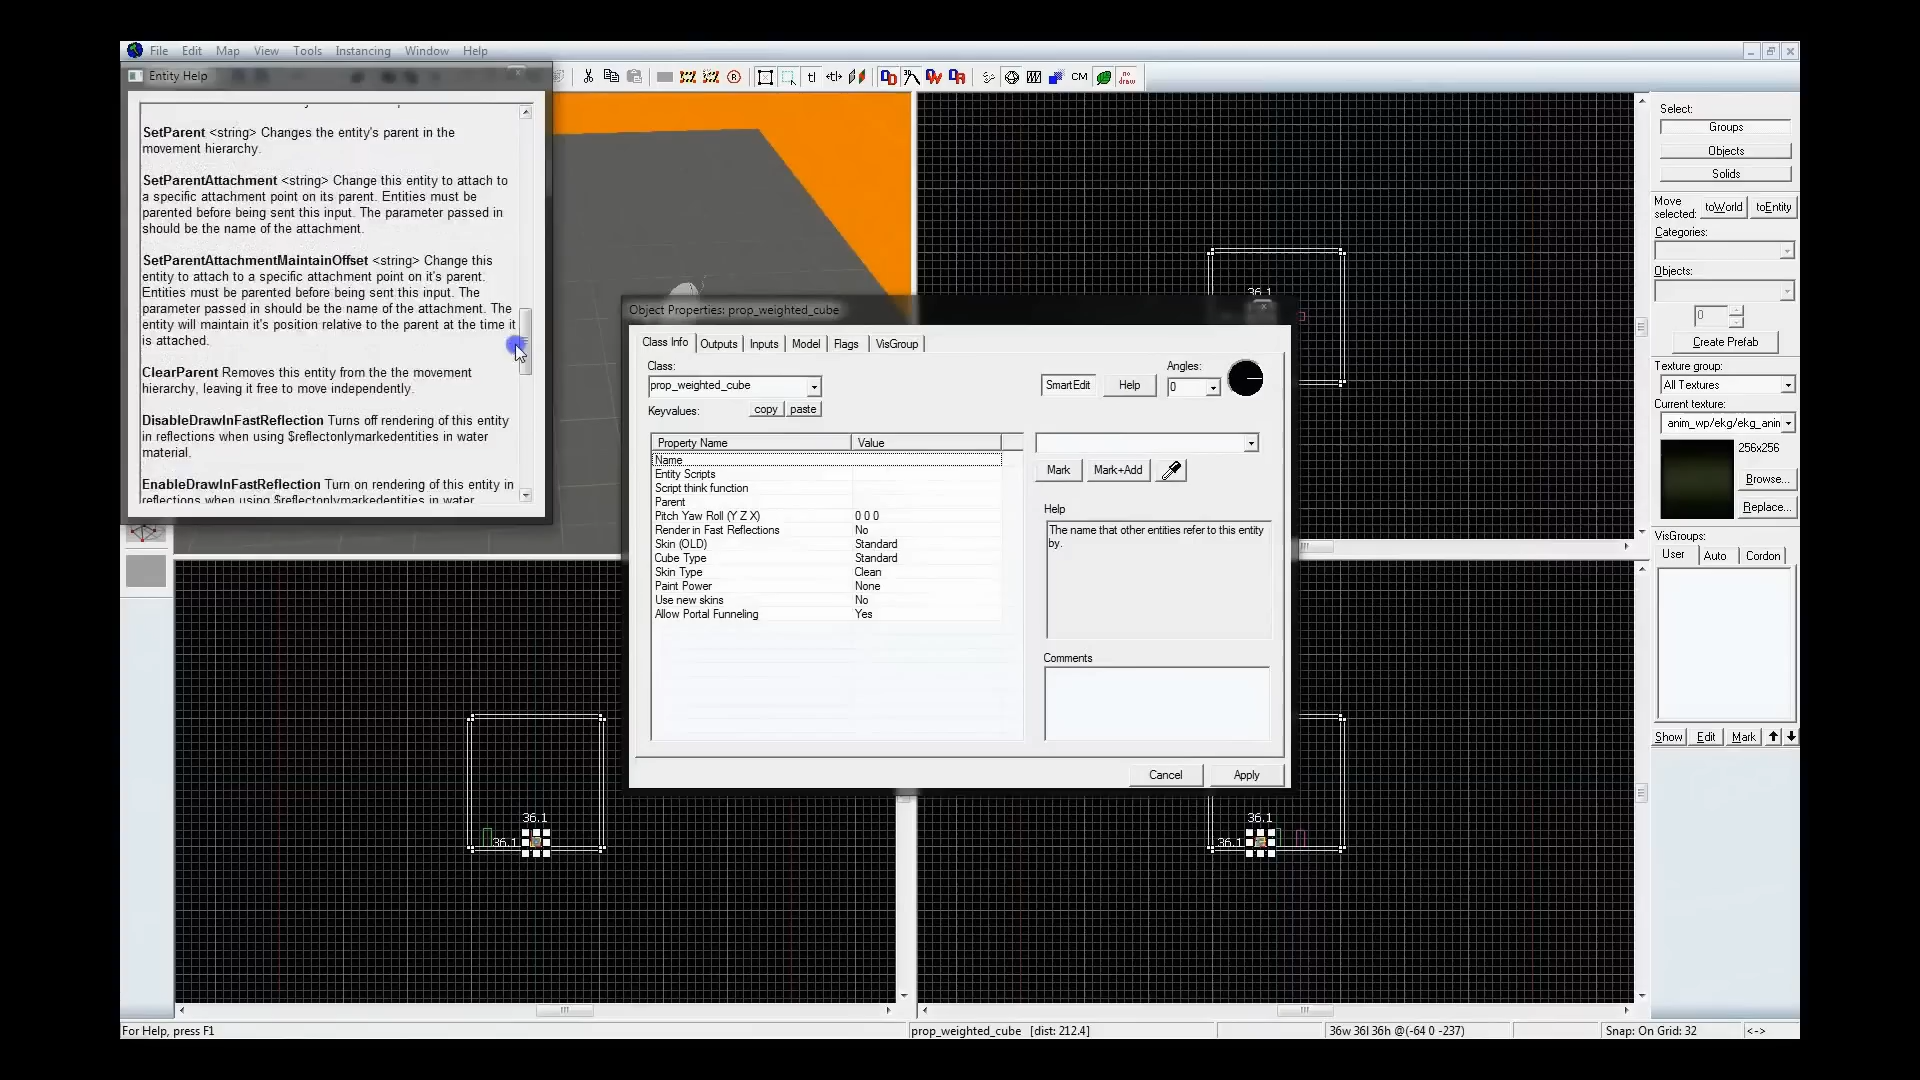 File Edit Map View Tools Instancing Window Help
Entity Help
SetParent <string> Changes the entity's parent in the
movement hierarchy.
SetParentAttachment <string> Change this entity to attach to
a specific attachment point on its parent. Entities must be
parented before being sent this input. The parameter passed in
should be the name of the attachment.
SetParentAttachmentMaintainOffset <string> Change this
entity to attach to a specific attachment point on it's parent.
Entities must be parented before being sent this input. The
parameter passed in should be the name of the attachment. The
entity will maintain it's position relative to the parent at the time it
is attached.
ClearParent Removes this entity from the the movement
hierarchy, leaving it free to move independently.
DisableDrawInFastReflection Turns off rendering of this entity
in reflections when using $reflectonlymarkedentities in water
material.
EnableDrawInFastReflection Turn on rendering of this entity in
reflections when using $reflectonlymarkedentities in water
tl CM no draw
Object Properties: prop_weighted_cube
Class Info Outputs Inputs Model Flags VisGroup
Class:
prop_weighted_cube
SmartEdit Help
Angles:
0
Keyvalues: copy paste
Property Name Value
Name
Entity Scripts
Script think function
Parent
Pitch Yaw Roll (Y Z X) 0 0 0
Render in Fast Reflections No
Skin (OLD) Standard
Cube Type Standard
Skin Type Clean
Paint Power None
Use new skins No
Allow Portal Funneling Yes
Mark Mark+Add
Help
The name that other entities refer to this entity
by.
Comments
Cancel Apply
36.1
36.1
36.1
36.1
36.1
Select:
Groups
Objects
Solids
Move
selected: toWorld toEntity
Categories:
Objects:
0
Create Prefab
Texture group:
All Textures
Current texture:
anim_wp/ekg/ekg_anin
256x256
Browse...
Replace...
VisGroups:
User Auto Cordon
Show Edit Mark
For Help, press F1
prop_weighted_cube [dist: 212.4]
36w 36l 36h @(-64 0 -237)
Snap: On Grid: 32
<->